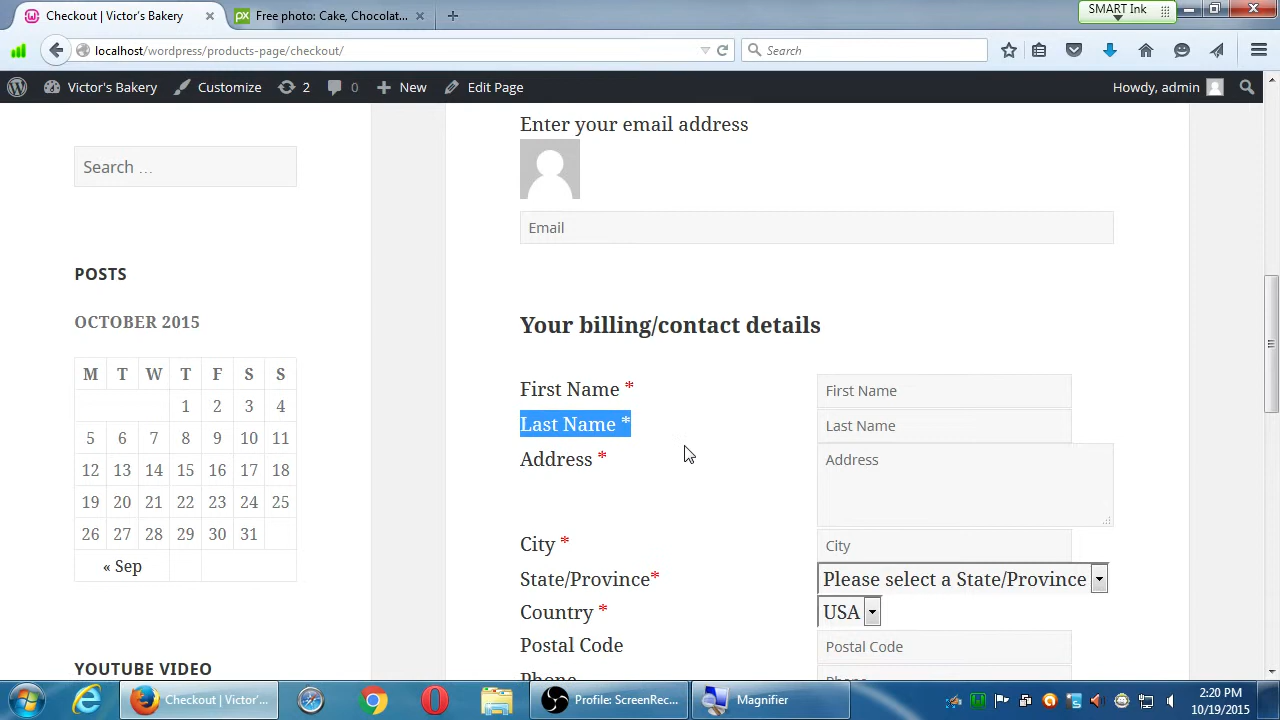 Checkout | Victor's Bakery
Free photo: Cake, Chocolat...
SMART Ink
localhost/wordpress/products-page/checkout/
Search
Victor's Bakery
Customize
2
0
New
Edit Page
Howdy, admin
Search …
POSTS
OCTOBER 2015
M T W T F S S
1 2 3 4
5 6 7 8 9 10 11
12 13 14 15 16 17 18
19 20 21 22 23 24 25
26 27 28 29 30 31
« Sep
YOUTUBE VIDEO
Enter your email address
Email
Your billing/contact details
First Name * First Name
Last Name * Last Name
Address * Address
City * City
State/Province* Please select a State/Province
Country * USA
Postal Code Postal Code
Phone Phone
Checkout | Victor'...
Profile: ScreenRec...
Magnifier
2:20 PM
10/19/2015